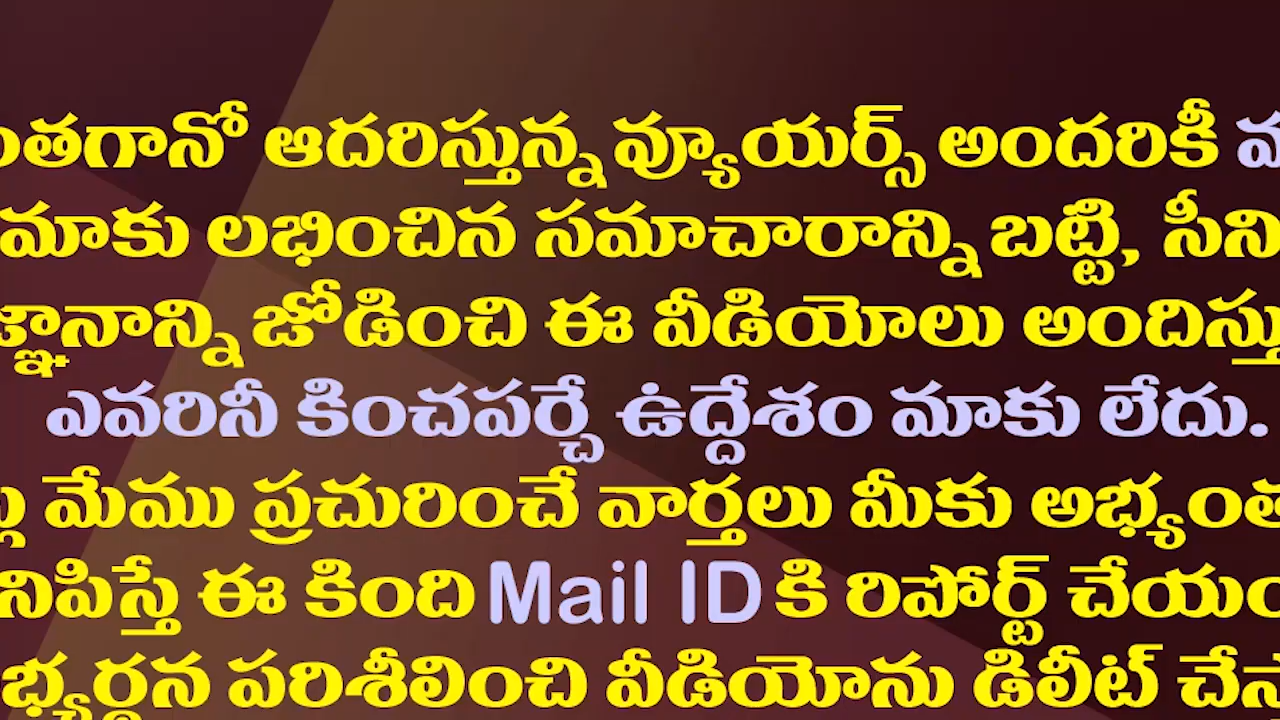 ంతగానో ఆదరిస్తున్న వ్యూయర్స్ అందరికీ
మాకు లభించిన సమాచారాన్ని బట్టి, సీని
జ్ఞానాన్ని జోడించి ఈ వీడియోలు అందిస్తు
ఎవరినీ కించపర్చే ఉద్దేశం మాకు లేదు.
మేము ప్రచురించే వార్తలు మీకు అభ్యంత
నిపిస్తే ఈ కింది Mail ID కి రిపోర్ట్ చేయం
భ్యర్థన పరిశీలించి వీడియోను డిలీట్ చేస